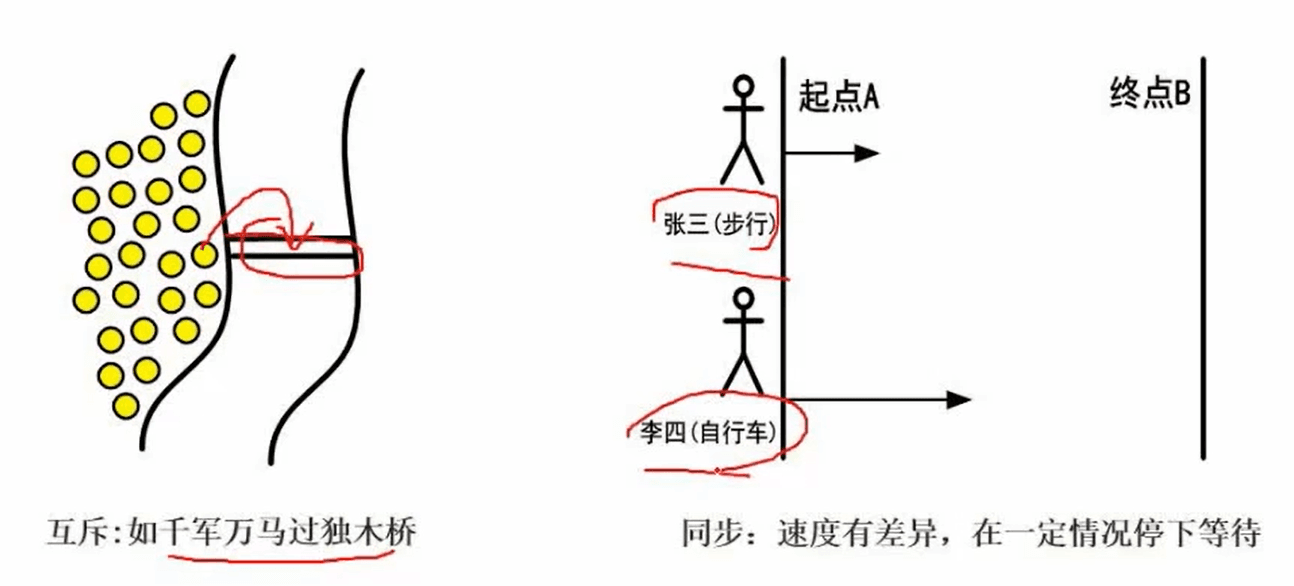 起点A
终点B
张三(步行)
李四(自行车)
互斥:如千军万马过独木桥
同步：速度有差异，在一定情况停下等待